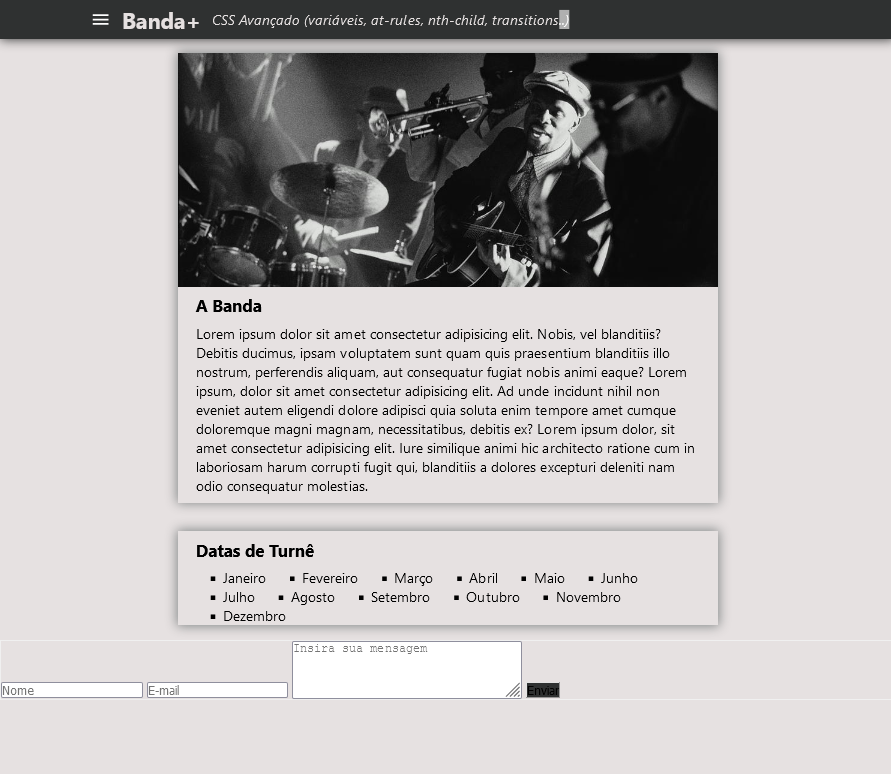 Banda+ CSS Avançado (variáveis, at-rules, nth-child, transitions..)
A Banda
Lorem ipsum dolor sit amet consectetur adipisicing elit. Nobis, vel blanditiis?
Debitis ducimus, ipsam voluptatem sunt quam quis praesentium blanditiis illo
nostrum, perferendis aliquam, aut consequatur fugiat nobis animi eaque? Lorem
ipsum, dolor sit amet consectetur adipisicing elit. Ad unde incidunt nihil non
eveniet autem eligendi dolore adipisci quia soluta enim tempore amet cumque
doloremque magni magnam, necessitatibus, debitis ex? Lorem ipsum dolor, sit
amet consectetur adipisicing elit. Iure similique animi hic architecto ratione cum in
laboriosam harum corrupti fugit qui, blanditiis a dolores excepturi deleniti nam
odio consequatur molestias.
Datas de Turnê
▪ Janeiro ▪ Fevereiro ▪ Março ▪ Abril ▪ Maio ▪ Junho
▪ Julho ▪ Agosto ▪ Setembro ▪ Outubro ▪ Novembro
▪ Dezembro
Insira sua mensagem
Nome E-mail Enviar